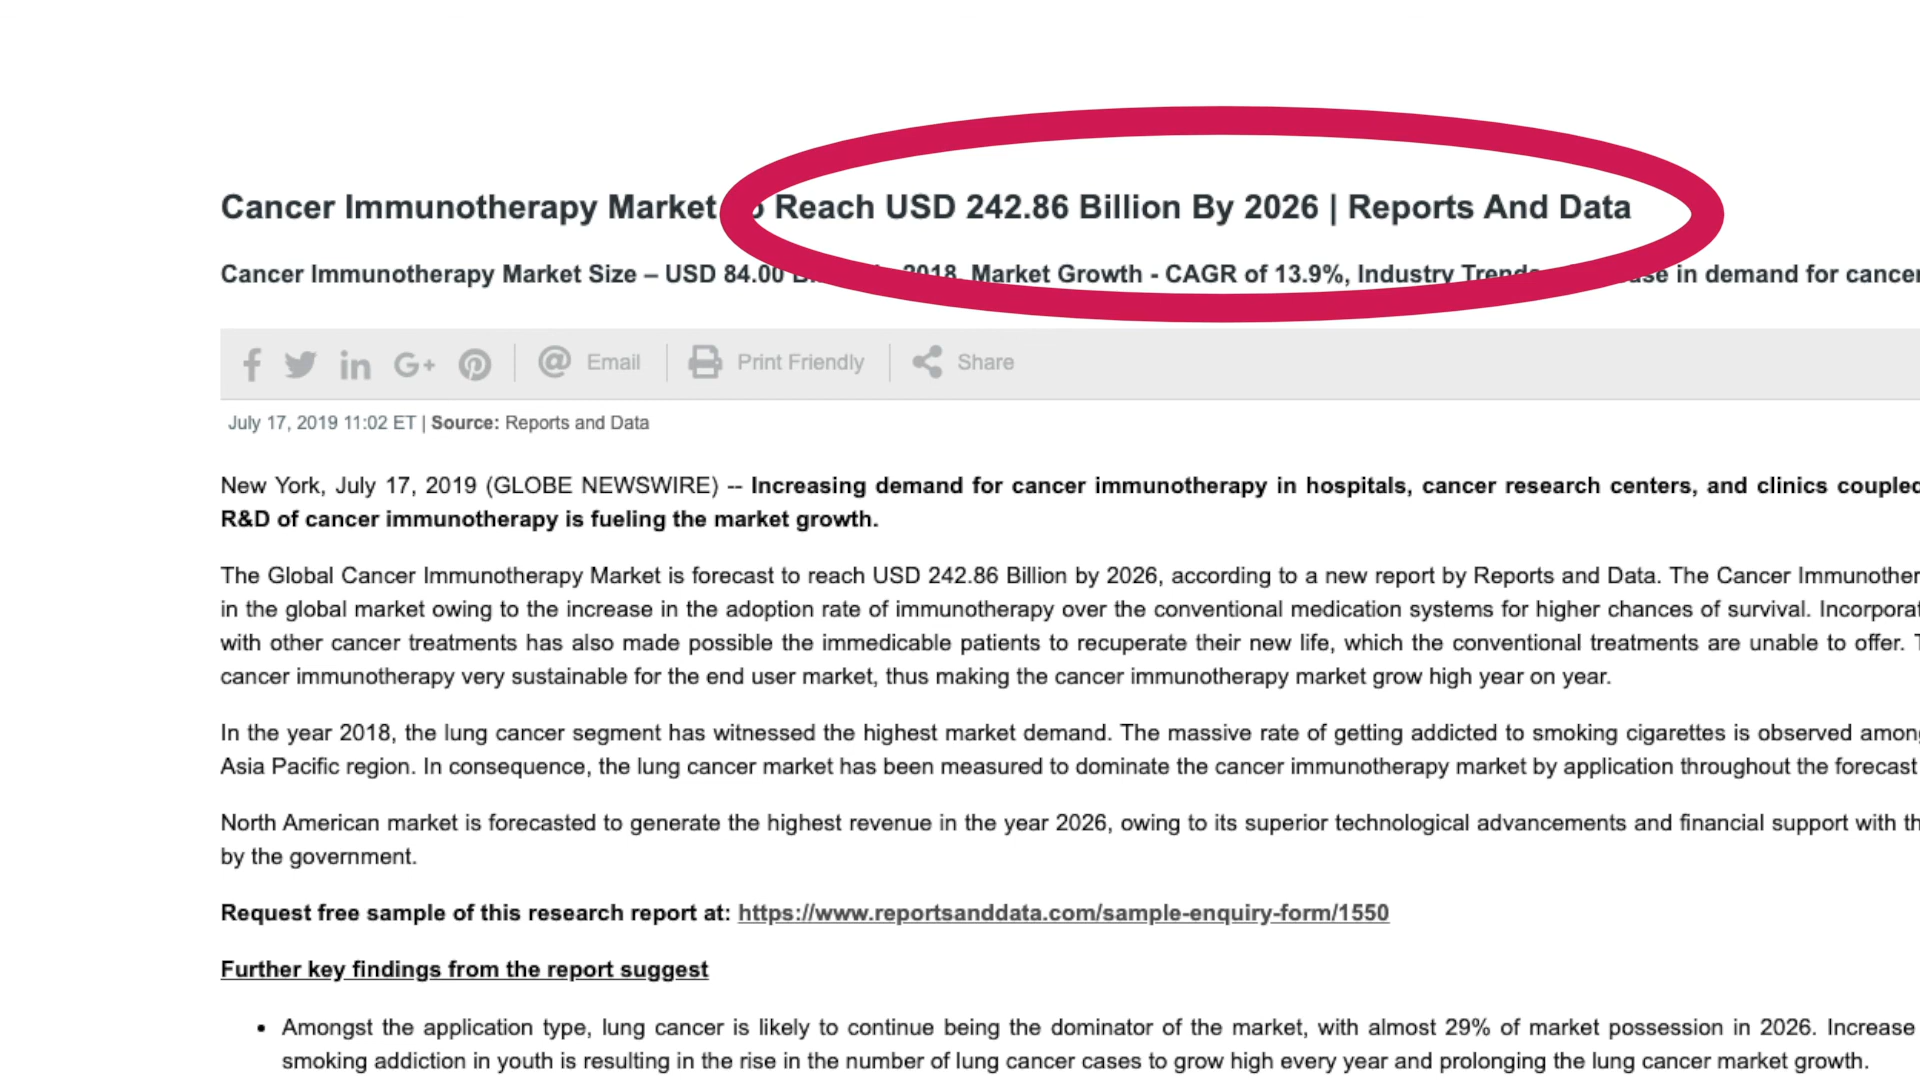 Cancer Immunotherapy Market Reach USD 242.86 Billion By 2026 | Reports And Data
Cancer Immunotherapy Market Size – USD 84.00 2018, Market Growth - CAGR of 13.9%, Industry Trends in demand for cancer
Email Print Friendly Share
July 17, 2019 11:02 ET | Source: Reports and Data
New York, July 17, 2019 (GLOBE NEWSWIRE) -- Increasing demand for cancer immunotherapy in hospitals, cancer research centers, and clinics coupled
R&D of cancer immunotherapy is fueling the market growth.
The Global Cancer Immunotherapy Market is forecast to reach USD 242.86 Billion by 2026, according to a new report by Reports and Data. The Cancer Immunother
in the global market owing to the increase in the adoption rate of immunotherapy over the conventional medication systems for higher chances of survival. Incorporat
with other cancer treatments has also made possible the immedicable patients to recuperate their new life, which the conventional treatments are unable to offer. T
cancer immunotherapy very sustainable for the end user market, thus making the cancer immunotherapy market grow high year on year.
In the year 2018, the lung cancer segment has witnessed the highest market demand. The massive rate of getting addicted to smoking cigarettes is observed among
Asia Pacific region. In consequence, the lung cancer market has been measured to dominate the cancer immunotherapy market by application throughout the forecast
North American market is forecasted to generate the highest revenue in the year 2026, owing to its superior technological advancements and financial support with th
by the government.
Request free sample of this research report at: https://www.reportsanddata.com/sample-enquiry-form/1550
Further key findings from the report suggest
• Amongst the application type, lung cancer is likely to continue being the dominator of the market, with almost 29% of market possession in 2026. Increase
smoking addiction in youth is resulting in the rise in the number of lung cancer cases to grow high every year and prolonging the lung cancer market growth.